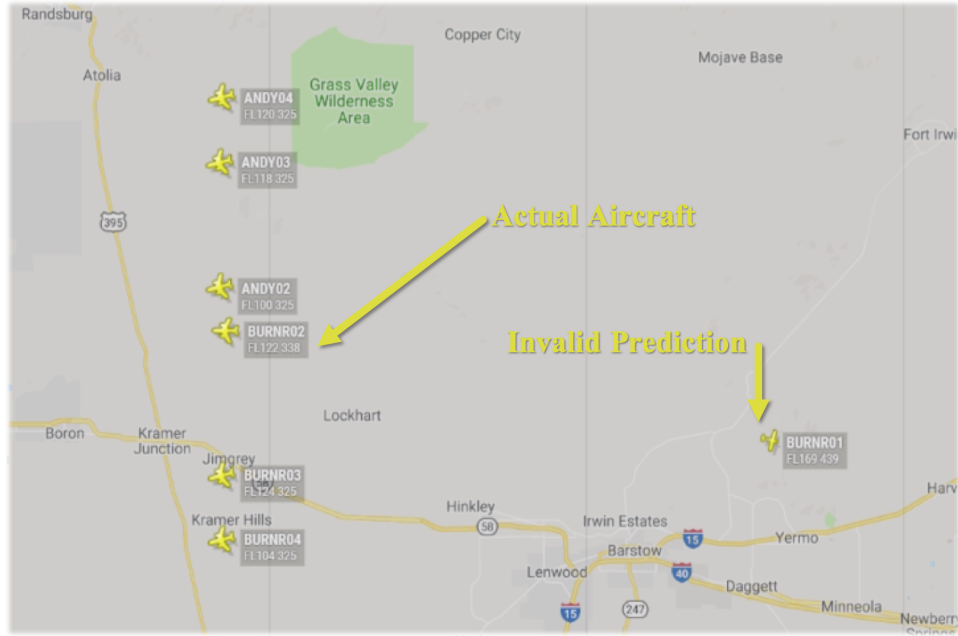 Randsburg
Copper City
Mojave Base
Atolia
Grass Valley
Wilderness
Area
ANDY04
FL120 325
Fort Irwi
ANDY03
FL118 325
395
Actual Aircraft
ANDY02
FL100 325
BURNR02
FL122 338
Invalid Prediction
Lockhart
Boron
Kramer
Junction
BURNR01
FL169 439
Jimgrey
BURNR03
FL124 325
58
Harv
Hinkley
Kramer Hills
58
Irwin Estates
15
Yermo
BURNR04
FL104 325
Barstow
Lenwood
40
Daggett
15
247
Minneola
Newberry
Springs